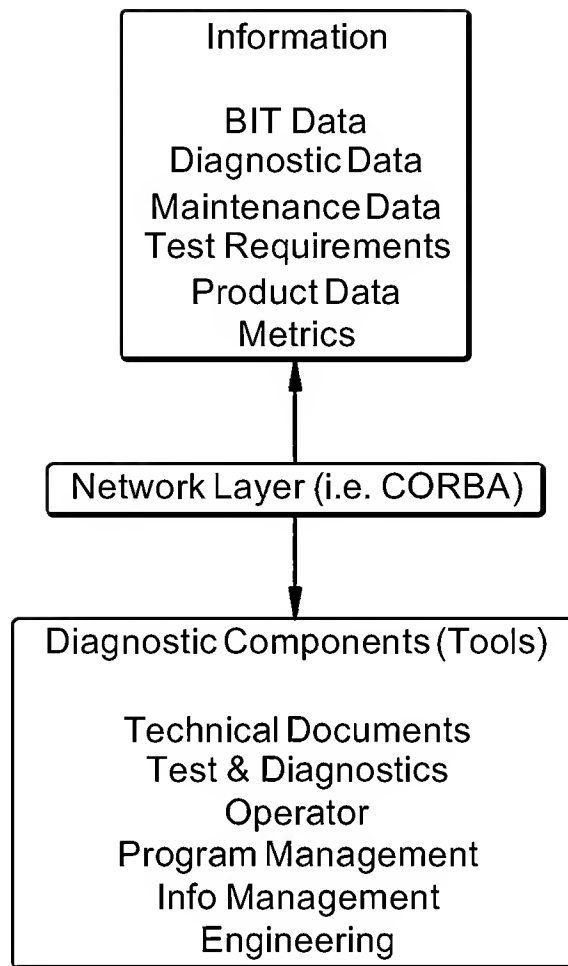 Information
BIT Data
Diagnostic Data
Maintenance Data
Test Requirements
Product Data
Metrics
Network Layer (i.e. CORBA)
Diagnostic Components (Tools)
Technical Documents
Test & Diagnostics
Operator
Program Management
Info Management
Engineering